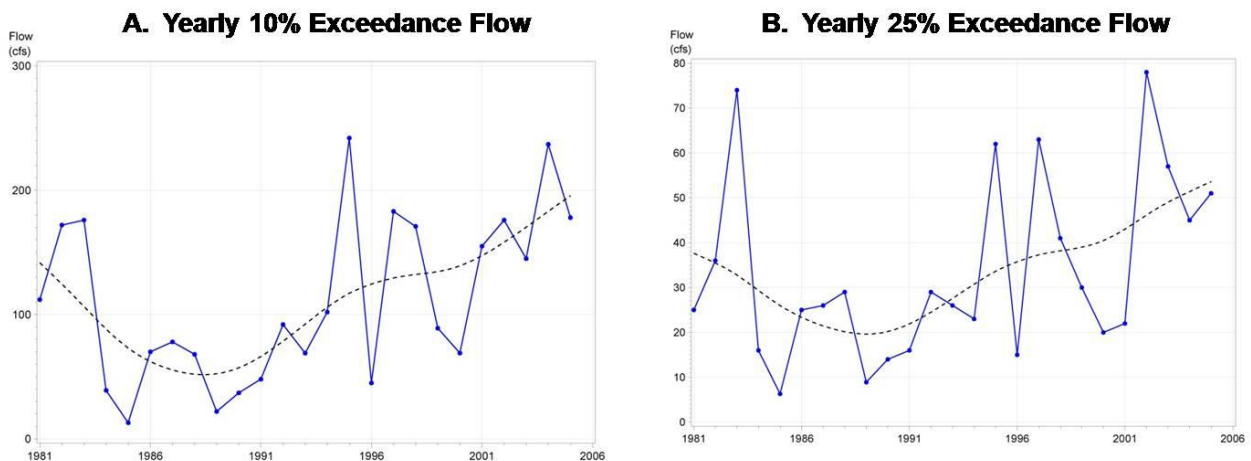 A. Yearly 10% Exceedance Flow
Flow
(cfs)
300
200
100
0
1981 1986 1991 1996 2001 2006
B. Yearly 25% Exceedance Flow
Flow
(cfs)
80
70
60
50
40
30
20
10
0
1981 1986 1991 1996 2001 2006